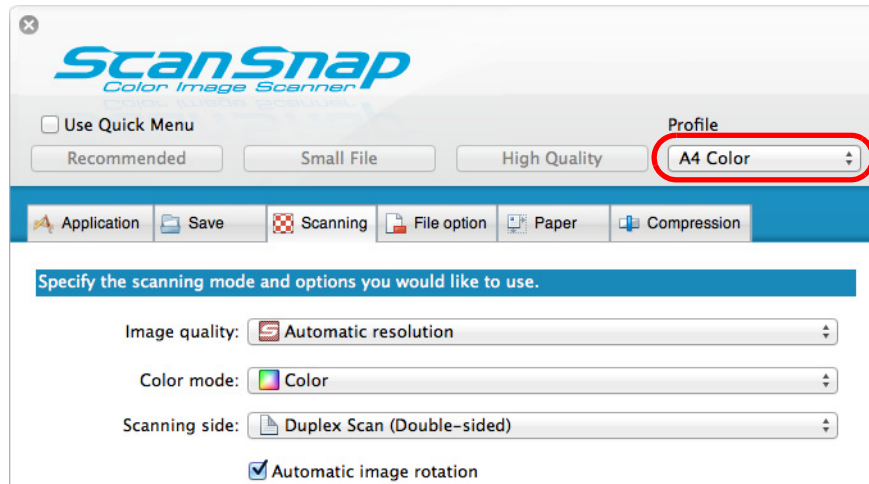 ScanSnap
Color Image Scanner
Use Quick Menu
Profile
Recommended Small File High Quality A4 Color
Application Save Scanning File option Paper Compression
Specify the scanning mode and options you would like to use.
Image quality: Automatic resolution
Color mode: Color
Scanning side: Duplex Scan (Double-sided)
Automatic image rotation